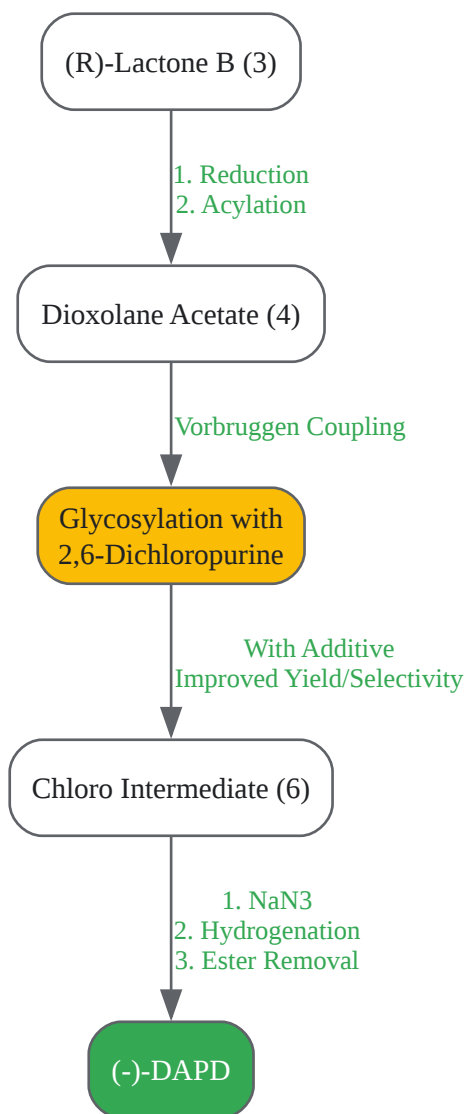 (R)-Lactone B (3)
1. Reduction
2. Acylation
Dioxolane Acetate (4)
Vorbruggen Coupling
Glycosylation with
2,6-Dichloropurine
With Additive
Improved Yield/Selectivity
Chloro Intermediate (6)
1. NaN3
2. Hydrogenation
3. Ester Removal
(-)-DAPD